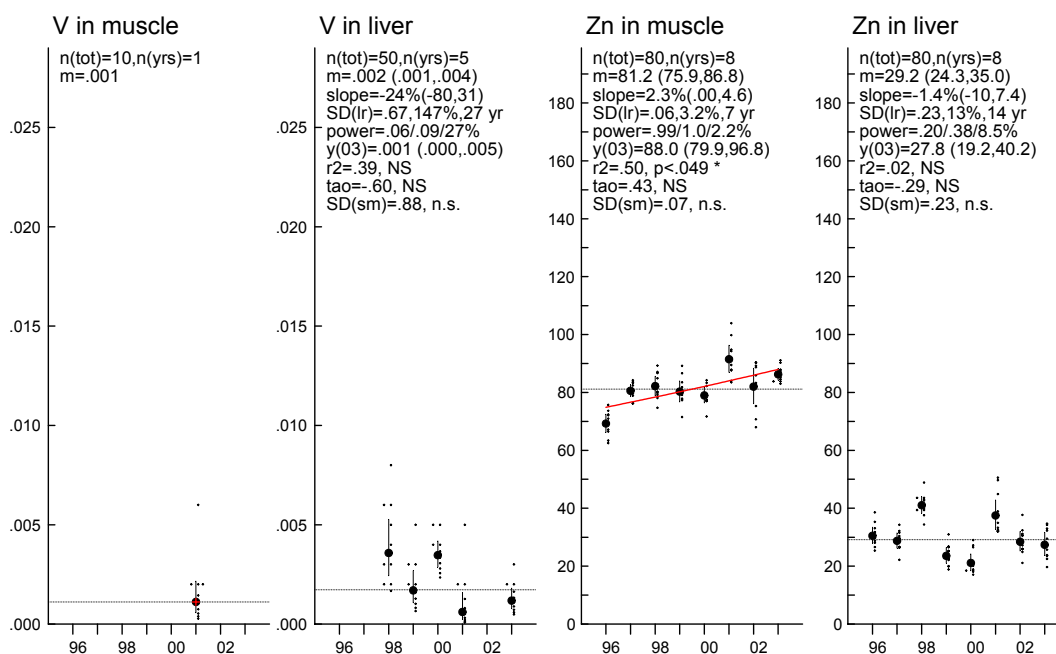 V in muscle
n(tot)=10,n(yrs)=1
m=.001
.025
.020
.015
.010
.005
.000
96 98 00 02
V in liver
n(tot)=50,n(yrs)=5
m=.002 (.001,.004)
slope=-24%(-80,31)
SD(lr)=.67,147%,27 yr
power=.06/.09/27%
y(03)=.001 (.000,.005)
r2=.39, NS
tao=-.60, NS
SD(sm)=.88, n.s.
.025
.020
.015
.010
.005
.000
96 98 00 02
Zn in muscle
n(tot)=80,n(yrs)=8
m=81.2 (75.9,86.8)
slope=2.3%(.00,4.6)
SD(lr)=.06,3.2%,7 yr
power=.99/1.0/2.2%
y(03)=88.0 (79.9,96.8)
r2=.50, p<.049 *
tao=.43, NS
SD(sm)=.07, n.s.
180
160
140
120
100
80
60
40
20
0
96 98 00 02
Zn in liver
n(tot)=80,n(yrs)=8
m=29.2 (24.3,35.0)
slope=-1.4%(-10,7.4)
SD(lr)=.23,13%,14 yr
power=.20/.38/8.5%
y(03)=27.8 (19.2,40.2)
r2=.02, NS
tao=-.29, NS
SD(sm)=.23, n.s.
180
160
140
120
100
80
60
40
20
0
96 98 00 02